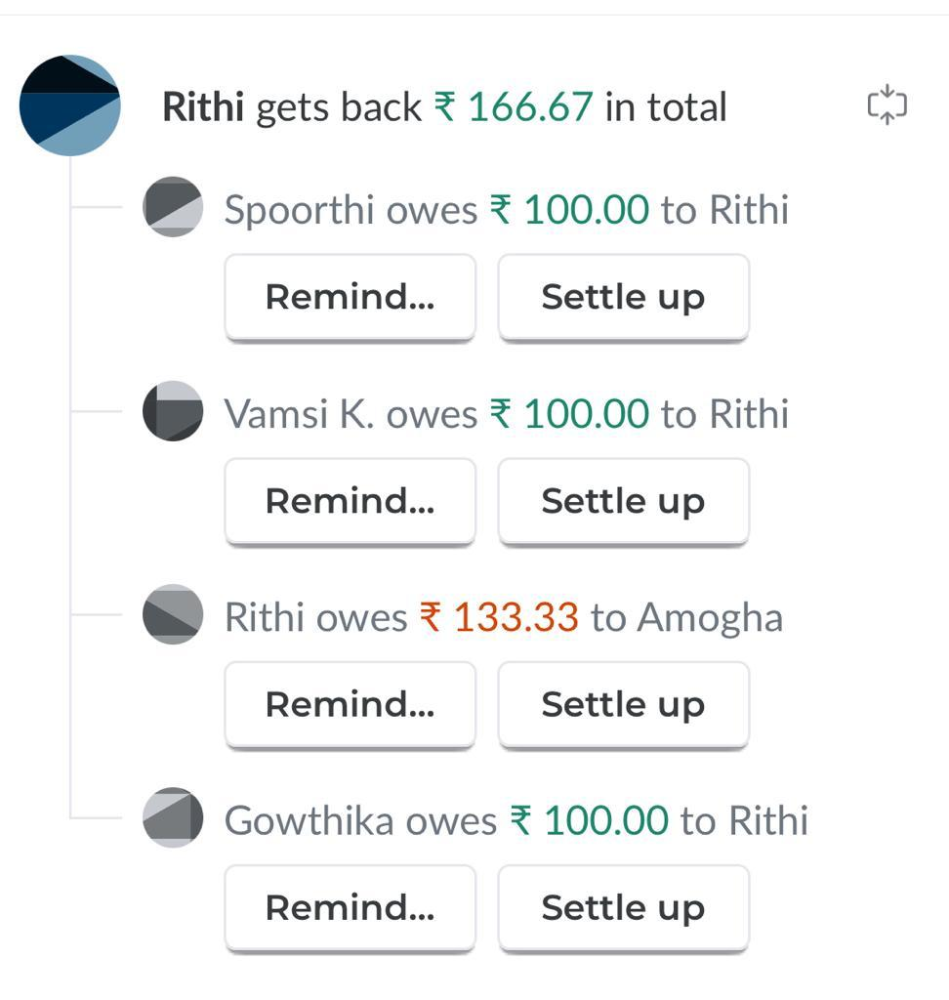 Rithi gets back ₹ 166.67 in total
Spoorthi owes ₹ 100.00 to Rithi
Remind... Settle up
Vamsi K. owes ₹ 100.00 to Rithi
Remind... Settle up
Rithi owes ₹ 133.33 to Amogha
Remind... Settle up
Gowthika owes ₹ 100.00 to Rithi
Remind... Settle up